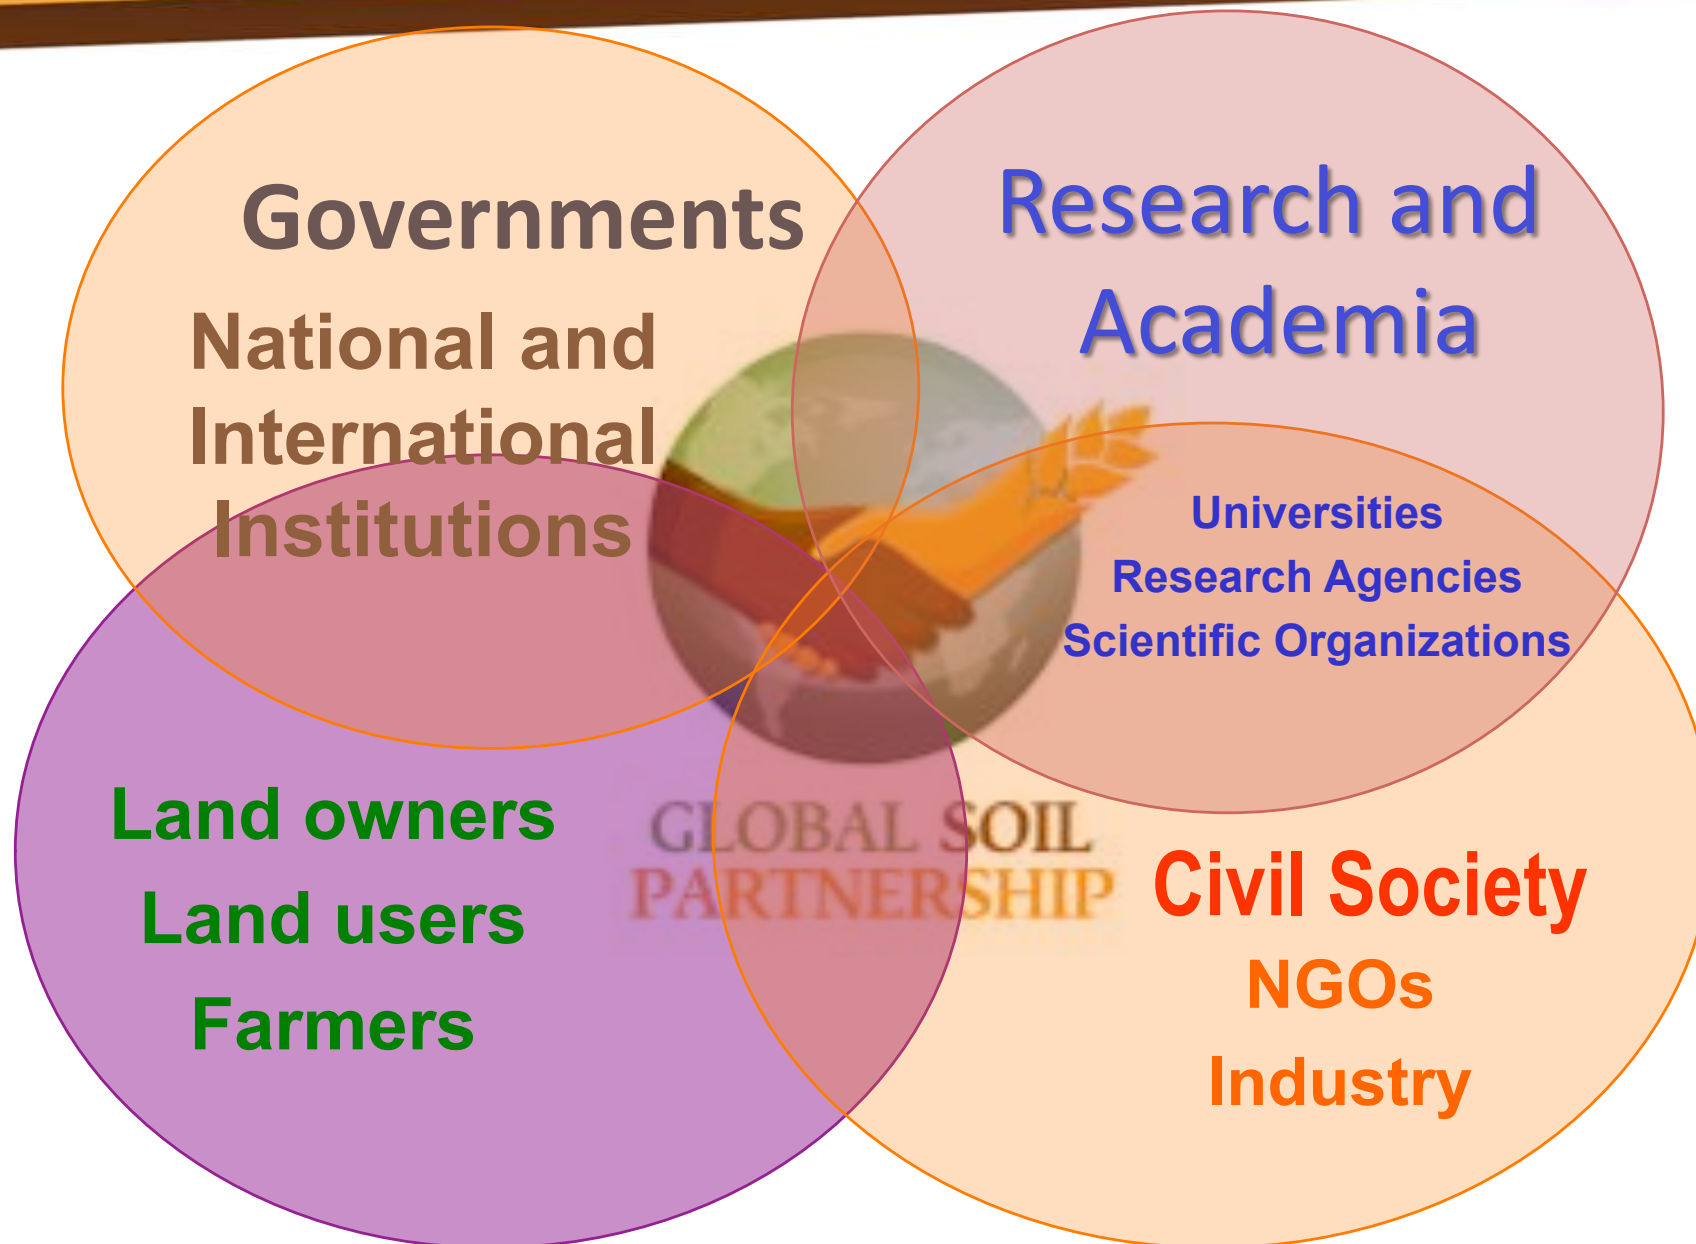 Governments
National and
International
Institutions
Research and
Academia
Universities
Research Agencies
Scientific Organizations
Land owners
Land users
Farmers
GLOBAL SOIL
PARTNERSHIP
Civil Society
NGOs
Industry